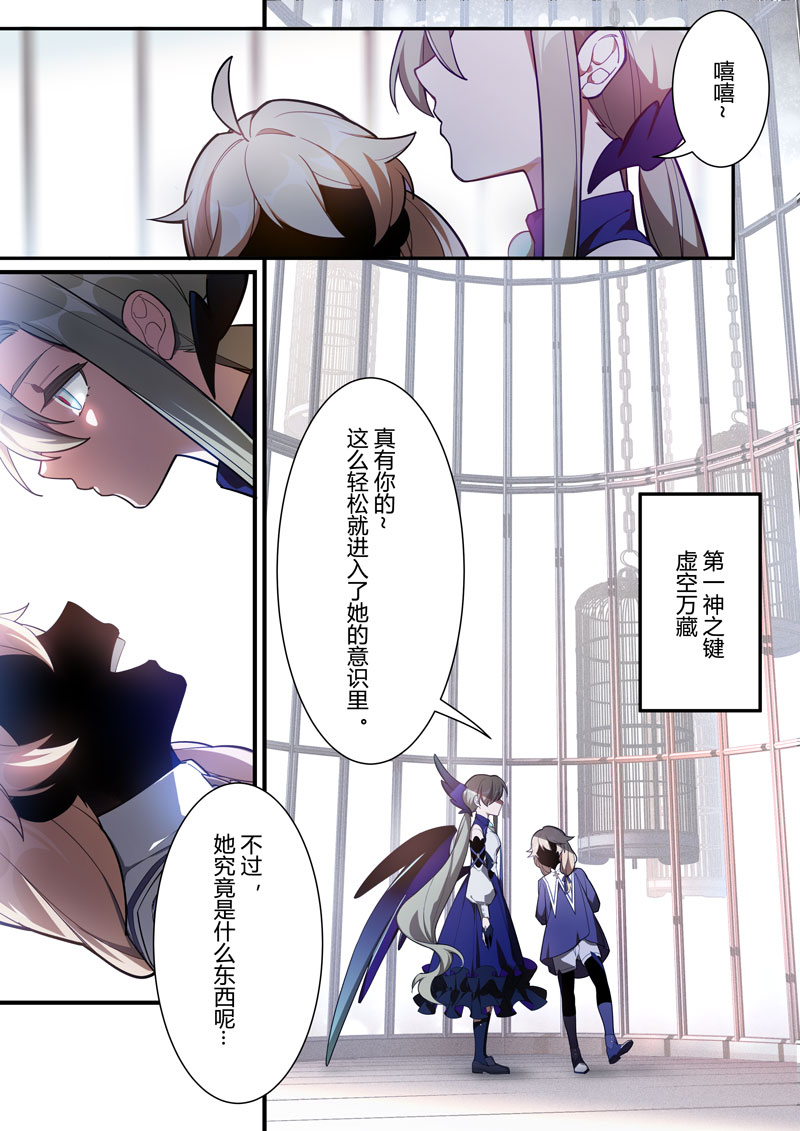 嘻嘻~
第一神之键
虚空万藏
真有你的~
这么轻松就进入了她的意识里。
不过，
她究竟是什么东西呢…